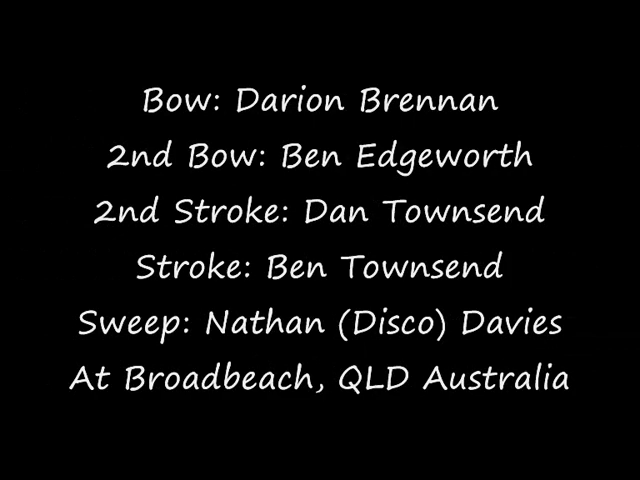 Bow: Darion Brennan
2nd Bow: Ben Edgeworth
2nd Stroke: Dan Townsend
Stroke: Ben Townsend
Sweep: Nathan (Disco) Davies
At Broadbeach, QLD Australia